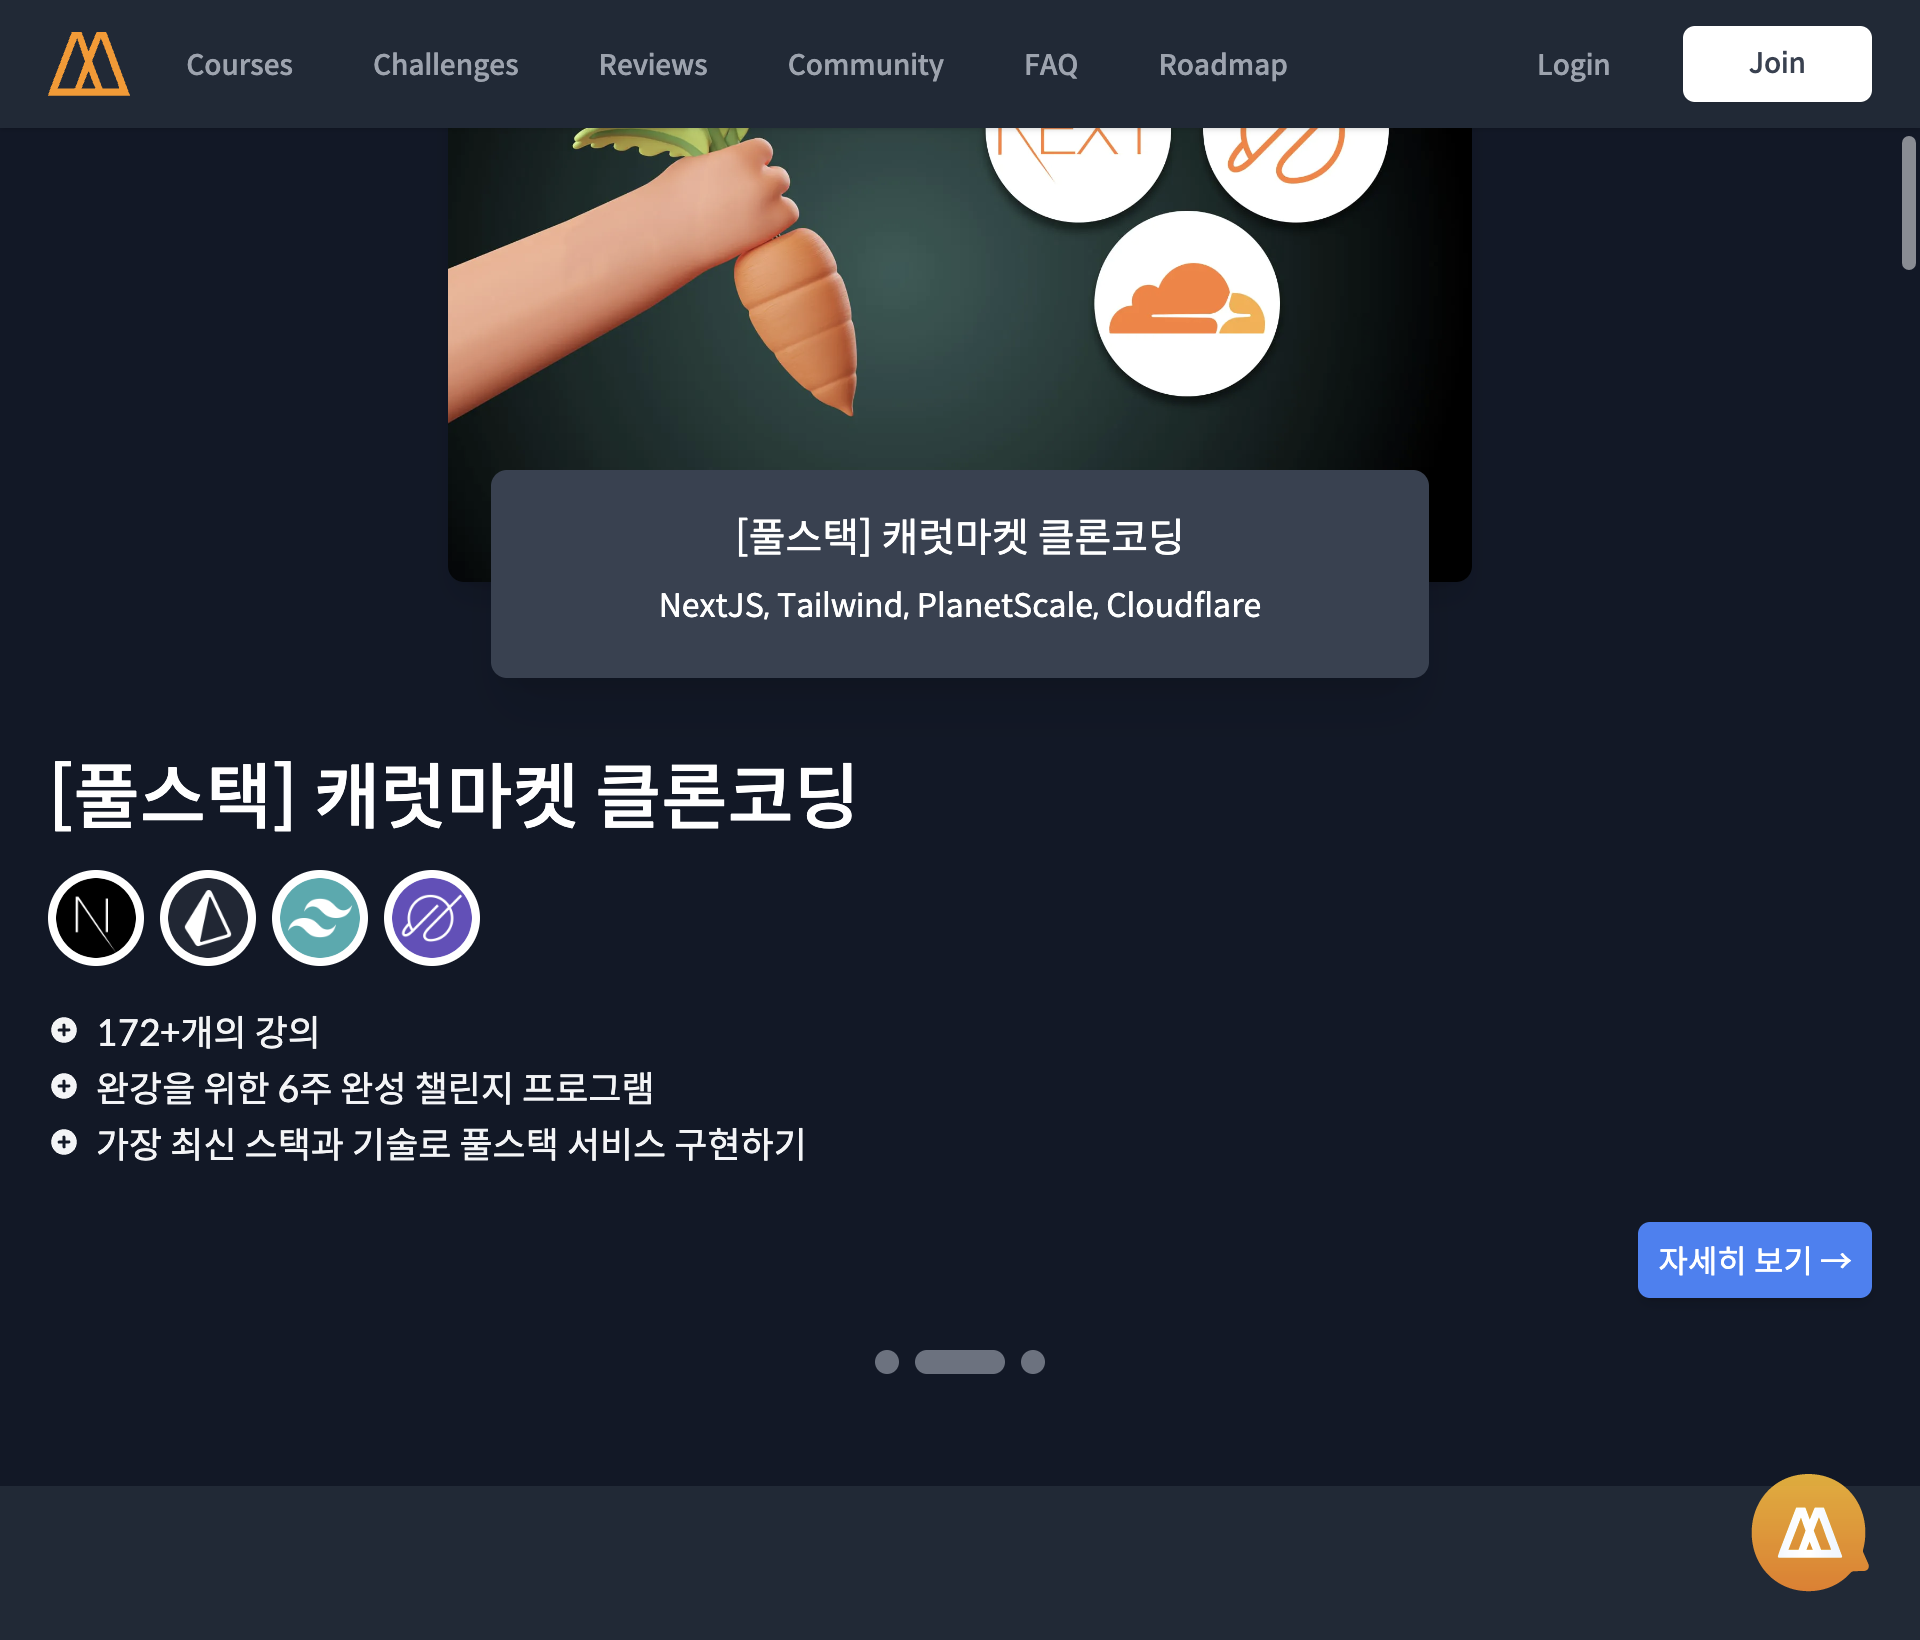 Courses Challenges Reviews Community FAQ Roadmap Login Join
NEXT
[풀스택] 캐럿마켓 클론코딩
NextJS, Tailwind, PlanetScale, Cloudflare
[풀스택] 캐럿마켓 클론코딩
172+개의 강의
완강을 위한 6주 완성 챌린지 프로그램
가장 최신 스택과 기술로 풀스택 서비스 구현하기
자세히 보기 →